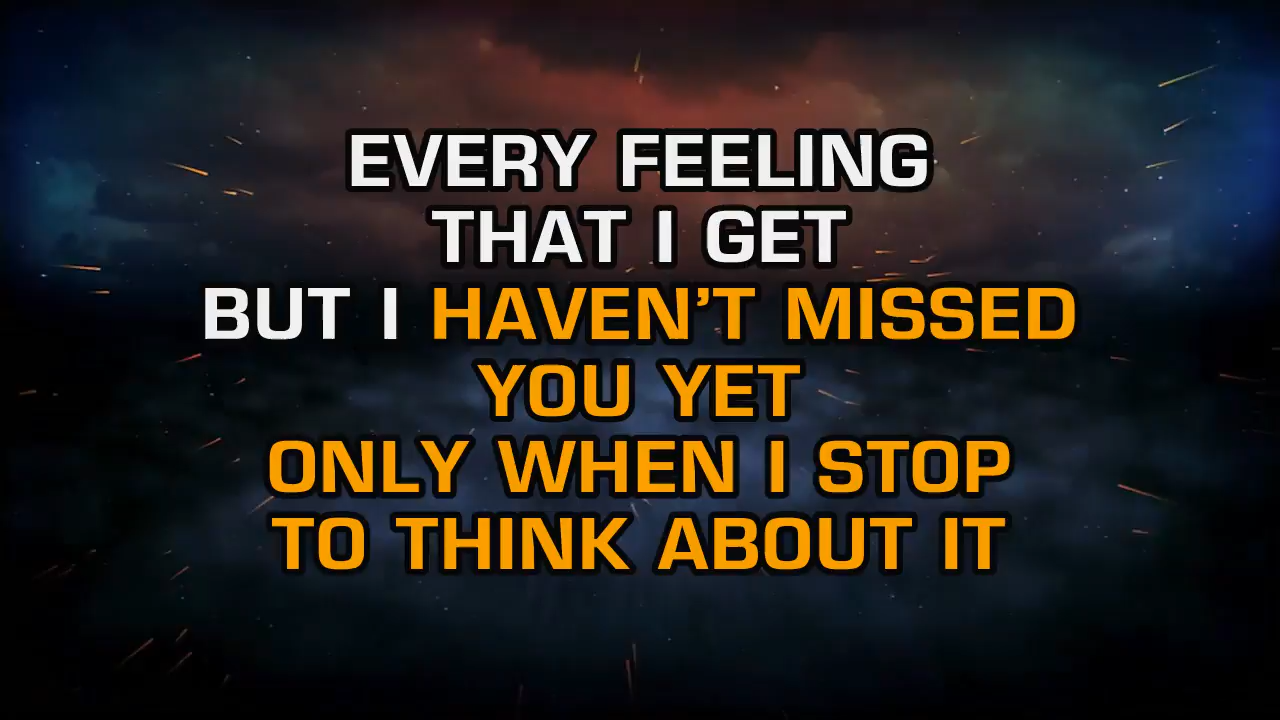 EVERY FEELING
THAT I GET
BUT I HAVEN'T MISSED
YOU YET
ONLY WHEN I STOP
TO THINK ABOUT IT